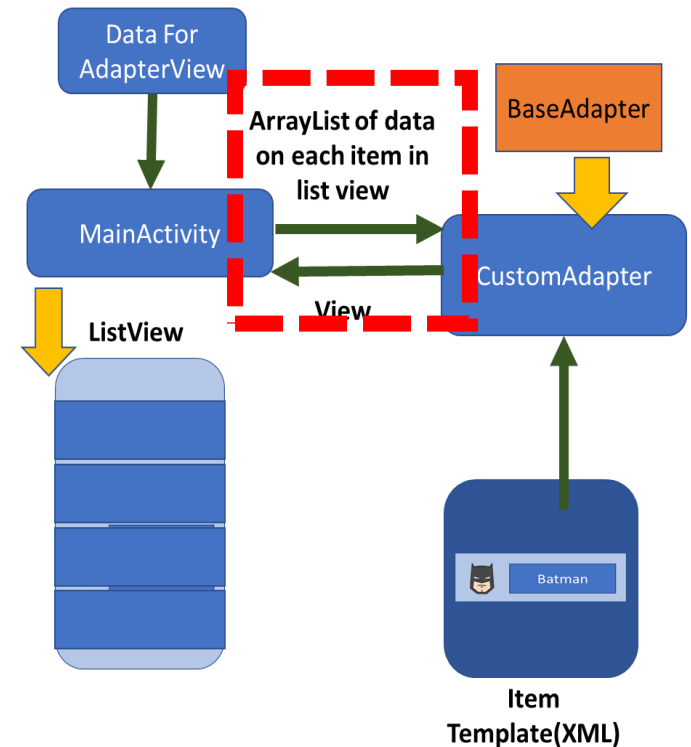 Data For
AdapterView
ArrayList of data
on each item in
list view
BaseAdapter
MainActivity
CustomAdapter
View
ListView
Batman
Item
Template(XML)